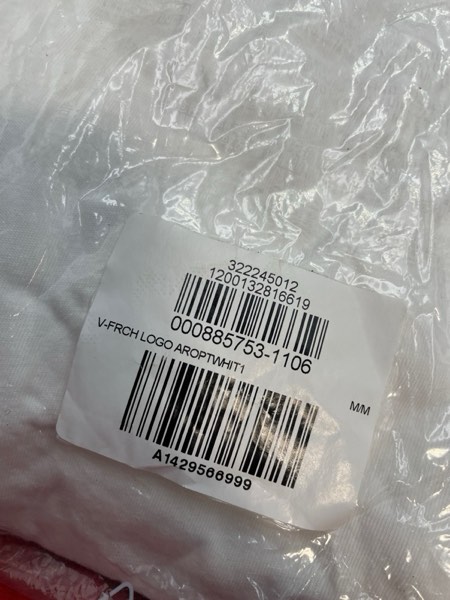 322245012
1200132816619
000885753-1106
V-FRCH LOGO AROPTWHIT1
M/M
A1429566999